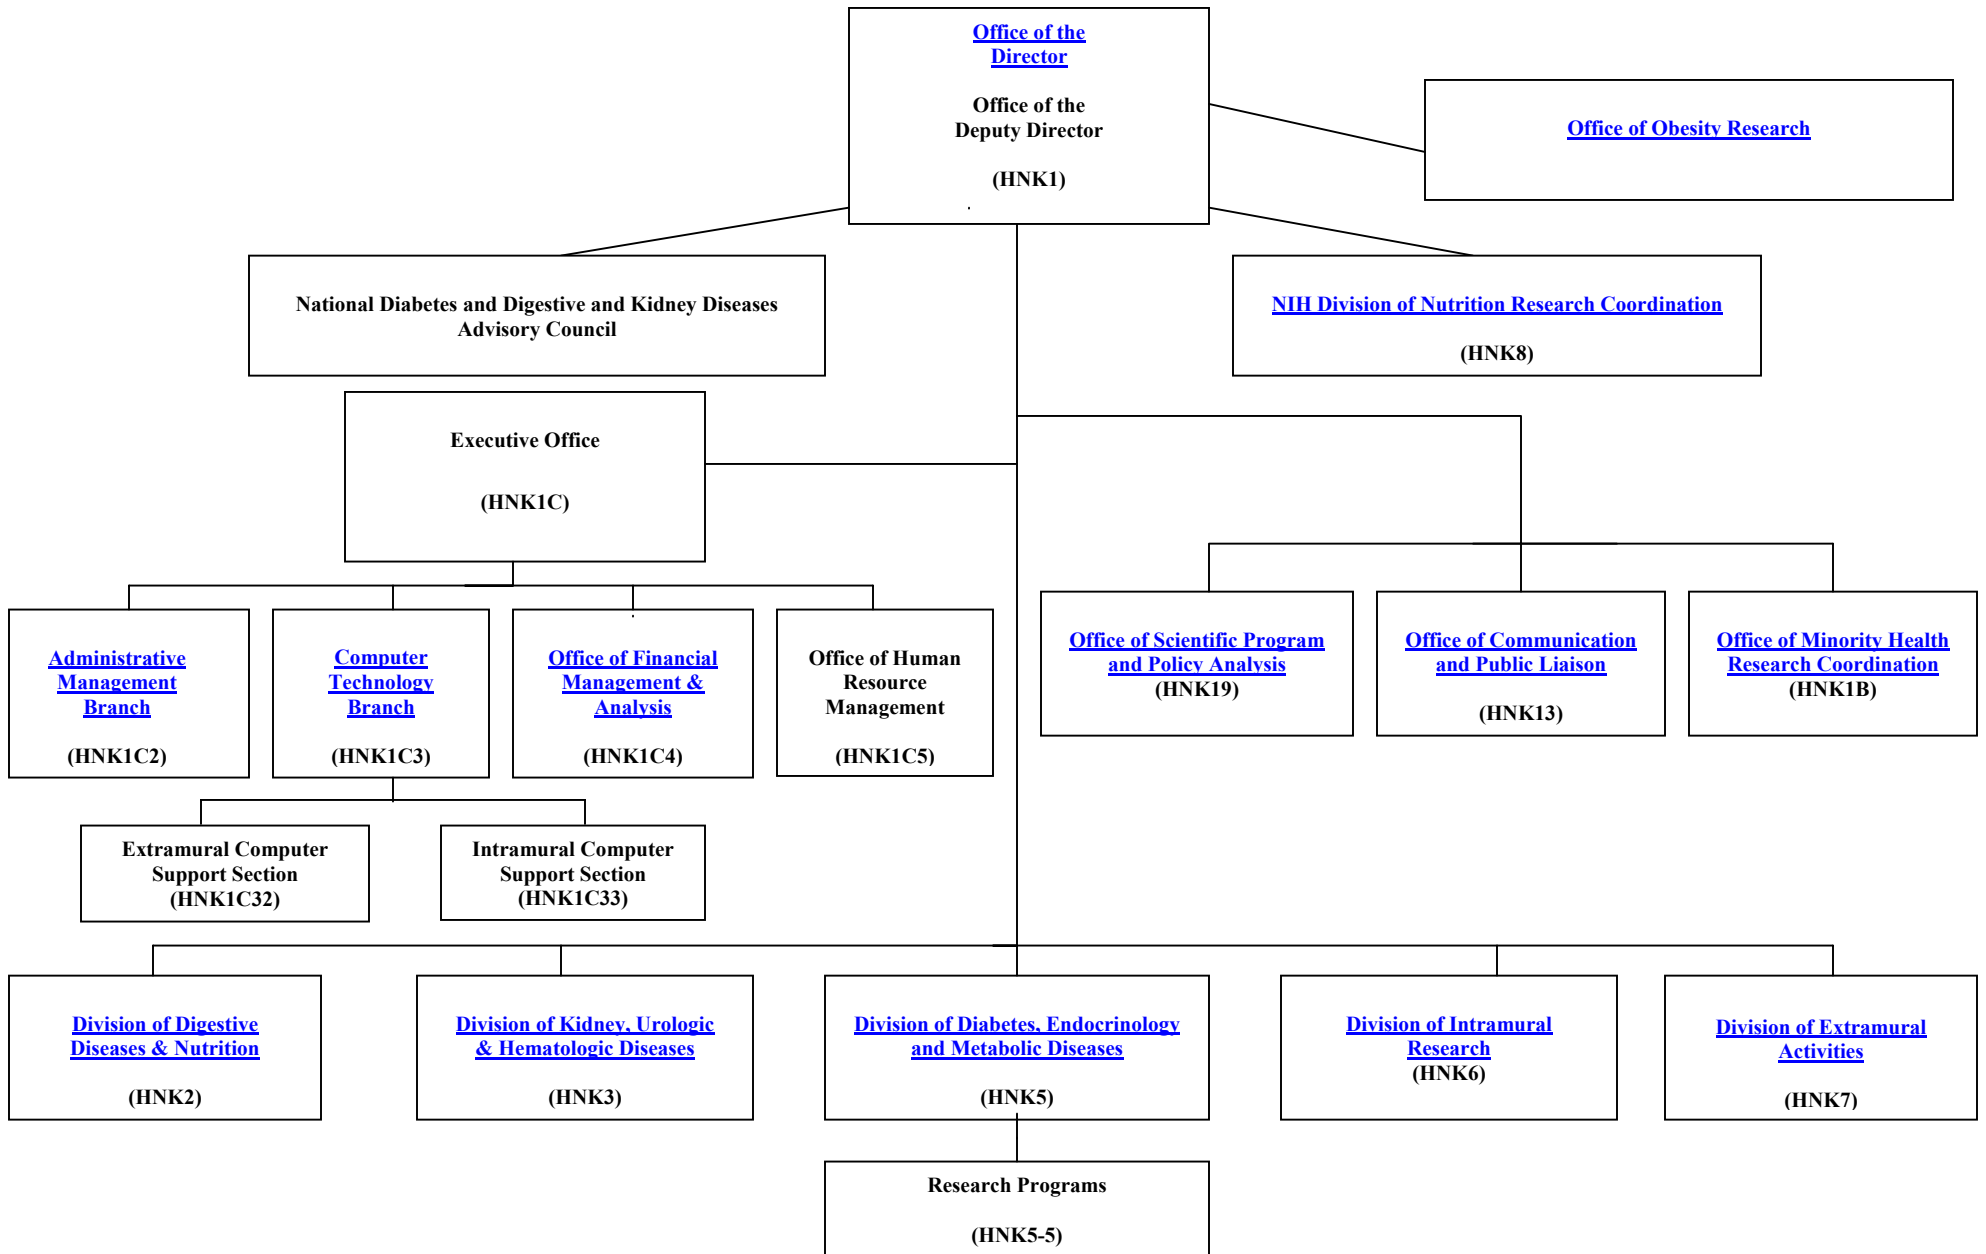 Office of the
Director
Office of the
Deputy Director
(HNK1)
Office of Obesity Research
National Diabetes and Digestive and Kidney Diseases
Advisory Council
NIH Division of Nutrition Research Coordination
(HNK8)
Executive Office
(HNK1C)
Administrative
Management
Branch
(HNK1C2)
Computer
Technology
Branch
(HNK1C3)
Office of Financial
Management &
Analysis
(HNK1C4)
Office of Human
Resource
Management
(HNK1C5)
Office of Scientific Program
and Policy Analysis
(HNK19)
Office of Communication
and Public Liaison
(HNK13)
Office of Minority Health
Research Coordination
(HNK1B)
Extramural Computer
Support Section
(HNK1C32)
Intramural Computer
Support Section
(HNK1C33)
Division of Digestive
Diseases & Nutrition
(HNK2)
Division of Kidney, Urologic
& Hematologic Diseases
(HNK3)
Division of Diabetes, Endocrinology
and Metabolic Diseases
(HNK5)
Division of Intramural
Research
(HNK6)
Division of Extramural
Activities
(HNK7)
Research Programs
(HNK5-5)